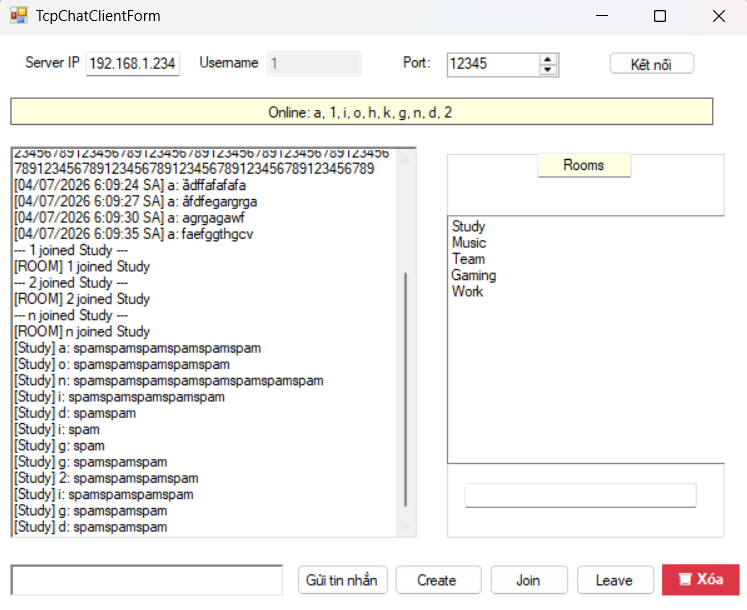 TcpChatClientForm
Server IP 192.168.1.234 Username 1 Port: 12345 Kết nối
Online: a, 1, i, o, h, k, g, n, d, 2
234567891234567891234567891234567891234567891234567
Rooms
789123456789123456789123456789123456789
[04/07/2026 6:09:24 SA] a: âdffafafafa
[04/07/2026 6:09:27 SA] a: âfdfegargrga
[04/07/2026 6:09:30 SA] a: agrgagawf
[04/07/2026 6:09:35 SA] a: faefggthgcv
--- 1 joined Study ---
[ROOM] 1 joined Study
--- 2 joined Study ---
[ROOM] 2 joined Study
--- n joined Study ---
[ROOM] n joined Study
[Study] a: spamspamspamspamspamspam
[Study] o: spamspamspamspamspam
[Study] n: spamspamspamspamspamspamspamspam
[Study] i: spamspamspamspamspam
[Study] d: spamspam
[Study] i: spam
[Study] g: spam
[Study] g: spamspamspam
[Study] 2: spamspamspamspam
[Study] i: spamspamspamspam
[Study] g: spamspamspam
[Study] d: spamspamspam
Study
Music
Team
Gaming
Work
Gửi tin nhắn Create Join Leave Xóa